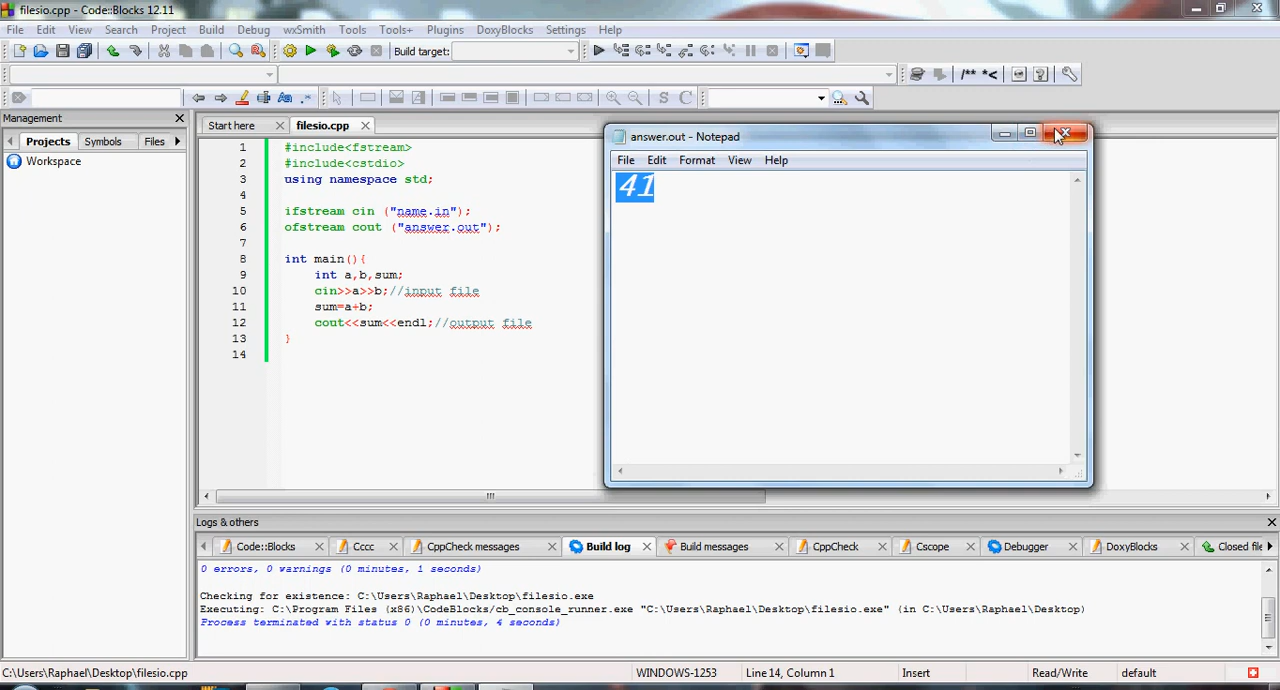 filesio.cpp - Code::Blocks 12.11
File Edit View Search Project Build Debug wxSmith Tools Tools+ Plugins DoxyBlocks Settings Help
Build target:
/** *<
S C
Management
Projects Symbols Files
Workspace
Start here filesio.cpp
1 #include<fstream>
2 #include<cstdio>
3 using namespace std;
4
5 ifstream cin ("name.in");
6 ofstream cout ("answer.out");
7
8 int main(){
9 int a,b,sum;
10 cin>>a>>b;//input file
11 sum=a+b;
12 cout<<sum<<endl;//output file
13 }
14
answer.out - Notepad
File Edit Format View Help
41
Logs & others
Code::Blocks Cccc CppCheck messages Build log Build messages CppCheck Cscope Debugger DoxyBlocks Closed file
0 errors, 0 warnings (0 minutes, 1 seconds)
Checking for existence: C:\Users\Raphael\Desktop\filesio.exe
Executing: C:\Program Files (x86)\CodeBlocks/cb_console_runner.exe "C:\Users\Raphael\Desktop\filesio.exe" (in C:\Users\Raphael\Desktop)
Process terminated with status 0 (0 minutes, 4 seconds)
C:\Users\Raphael\Desktop\filesio.cpp WINDOWS-1253 Line 14, Column 1 Insert Read/Write default